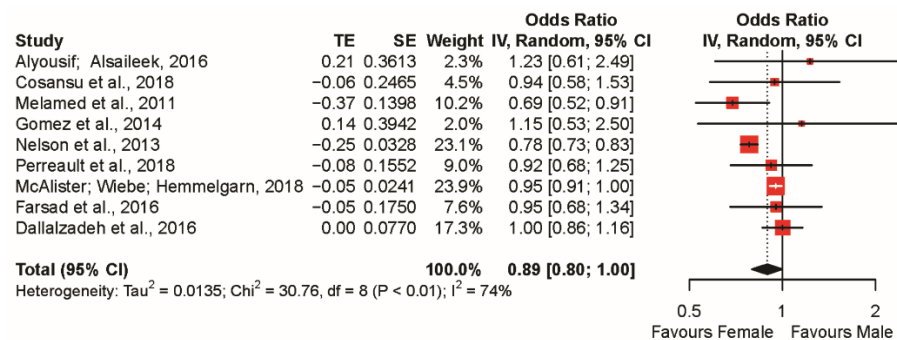 Odds Ratio Odds Ratio
Study TE SE Weight IV, Random, 95% CI IV, Random, 95% CI
Alyousif; Alsaileek, 2016 0.21 0.3613 2.3% 1.23 [0.61; 2.49]
Cosansu et al., 2018 −0.06 0.2465 4.5% 0.94 [0.58; 1.53]
Melamed et al., 2011 −0.37 0.1398 10.2% 0.69 [0.52; 0.91]
Gomez et al., 2014 0.14 0.3942 2.0% 1.15 [0.53; 2.50]
Nelson et al., 2013 −0.25 0.0328 23.1% 0.78 [0.73; 0.83]
Perreault et al., 2018 −0.08 0.1552 9.0% 0.92 [0.68; 1.25]
McAlister; Wiebe; Hemmelgarn, 2018 −0.05 0.0241 23.9% 0.95 [0.91; 1.00]
Farsad et al., 2016 −0.05 0.1750 7.6% 0.95 [0.68; 1.34]
Dallalzadeh et al., 2016 0.00 0.0770 17.3% 1.00 [0.86; 1.16]
Total (95% CI) 100.0% 0.89 [0.80; 1.00]
Heterogeneity: Tau² = 0.0135; Chi² = 30.76, df = 8 (P < 0.01); I² = 74%
0.5 1 2
Favours Female Favours Male